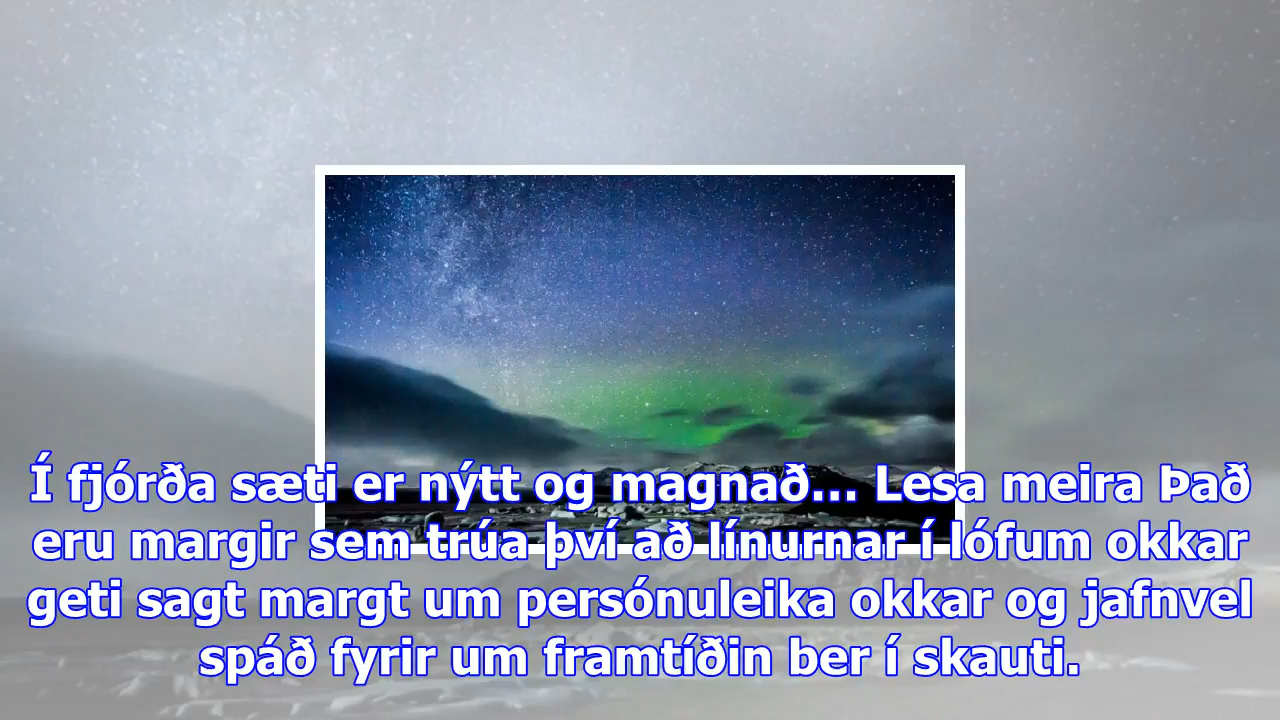 Í fjórða sæti er nýtt og magnað... Lesa meira Það
eru margir sem trúa því að línurnar í lófum okkar
geti sagt margt um persónuleika okkar og jafnvel
spáð fyrir um framtíðin ber í skauti.